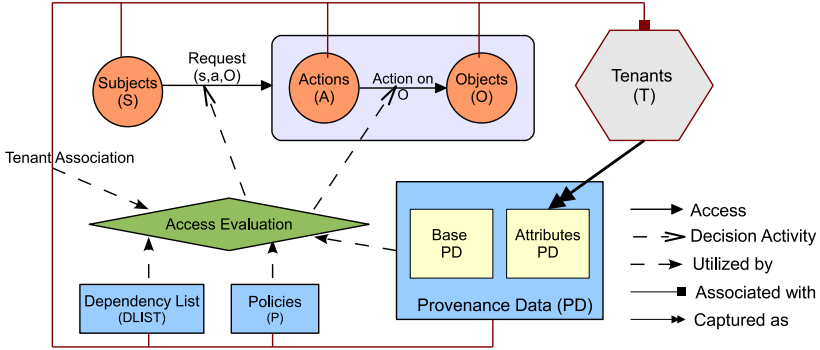 Request
(s,a,O)
Subjects
(S)
Actions
(A)
Action on
O
Objects
(O)
Tenants
(T)
Tenant Association
Access Evaluation
Base
PD
Attributes
PD
Provenance Data (PD)
Dependency List
(DLIST)
Policies
(P)
Access
Decision Activity
Utilized by
Associated with
Captured as